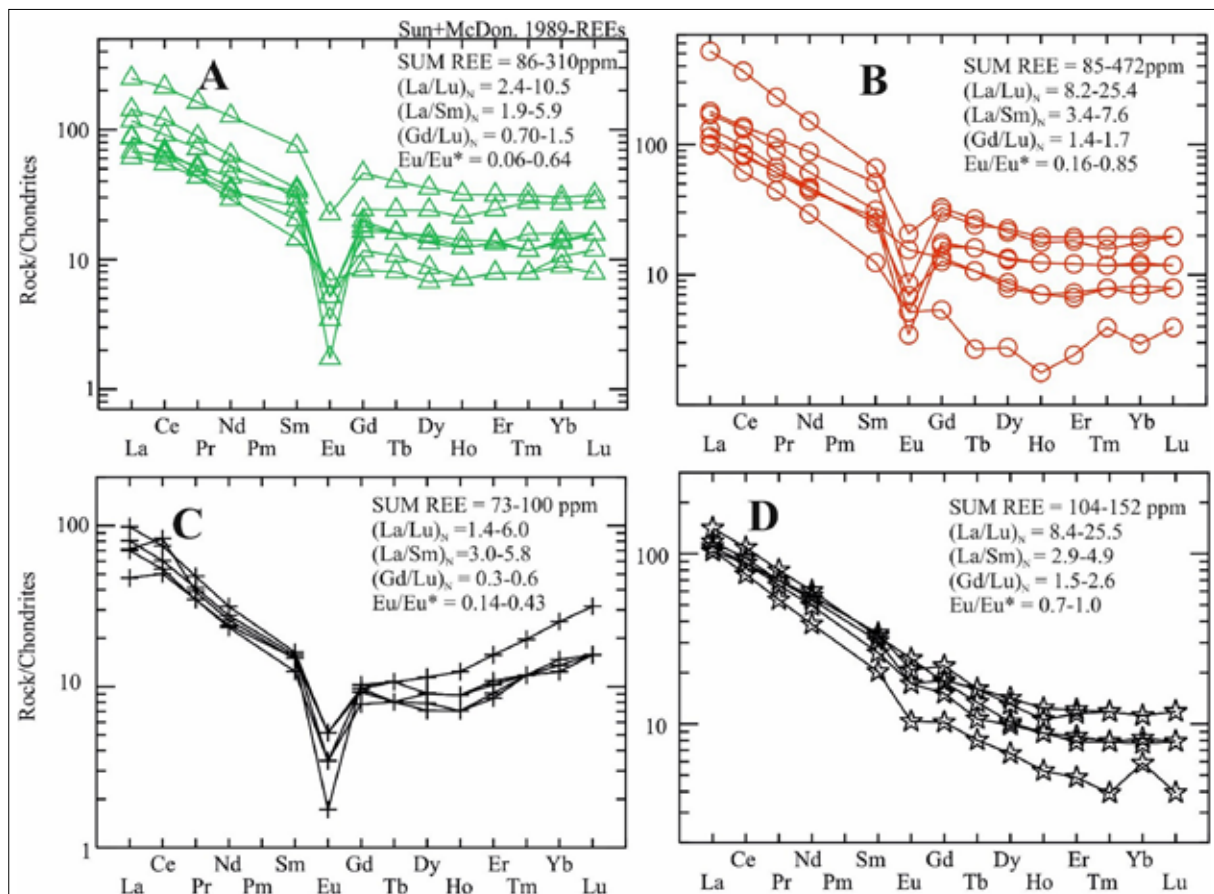 Sun+McDon. 1989-REEs
A
SUM REE = 86-310ppm
(La/Lu)N = 2.4-10.5
(La/Sm)N = 1.9-5.9
(Gd/Lu)N = 0.70-1.5
Eu/Eu* = 0.06-0.64
Rock/Chondrites
100
10
1
Ce Nd Sm Gd Dy Er Yb
La Pr Pm Eu Tb Ho Tm Lu
B
SUM REE = 85-472ppm
(La/Lu)N = 8.2-25.4
(La/Sm)N = 3.4-7.6
(Gd/Lu)N = 1.4-1.7
Eu/Eu* = 0.16-0.85
100
10
Ce Nd Sm Gd Dy Er Yb
La Pr Pm Eu Tb Ho Tm Lu
C
SUM REE = 73-100 ppm
(La/Lu)N =1.4-6.0
(La/Sm)N =3.0-5.8
(Gd/Lu)N = 0.3-0.6
Eu/Eu* = 0.14-0.43
Rock/Chondrites
100
10
1
Ce Nd Sm Gd Dy Er Yb
La Pr Pm Eu Tb Ho Tm Lu
D
SUM REE = 104-152 ppm
(La/Lu)N = 8.4-25.5
(La/Sm)N = 2.9-4.9
(Gd/Lu)N = 1.5-2.6
Eu/Eu* = 0.7-1.0
100
10
Ce Nd Sm Gd Dy Er Yb
La Pr Pm Eu Tb Ho Tm Lu